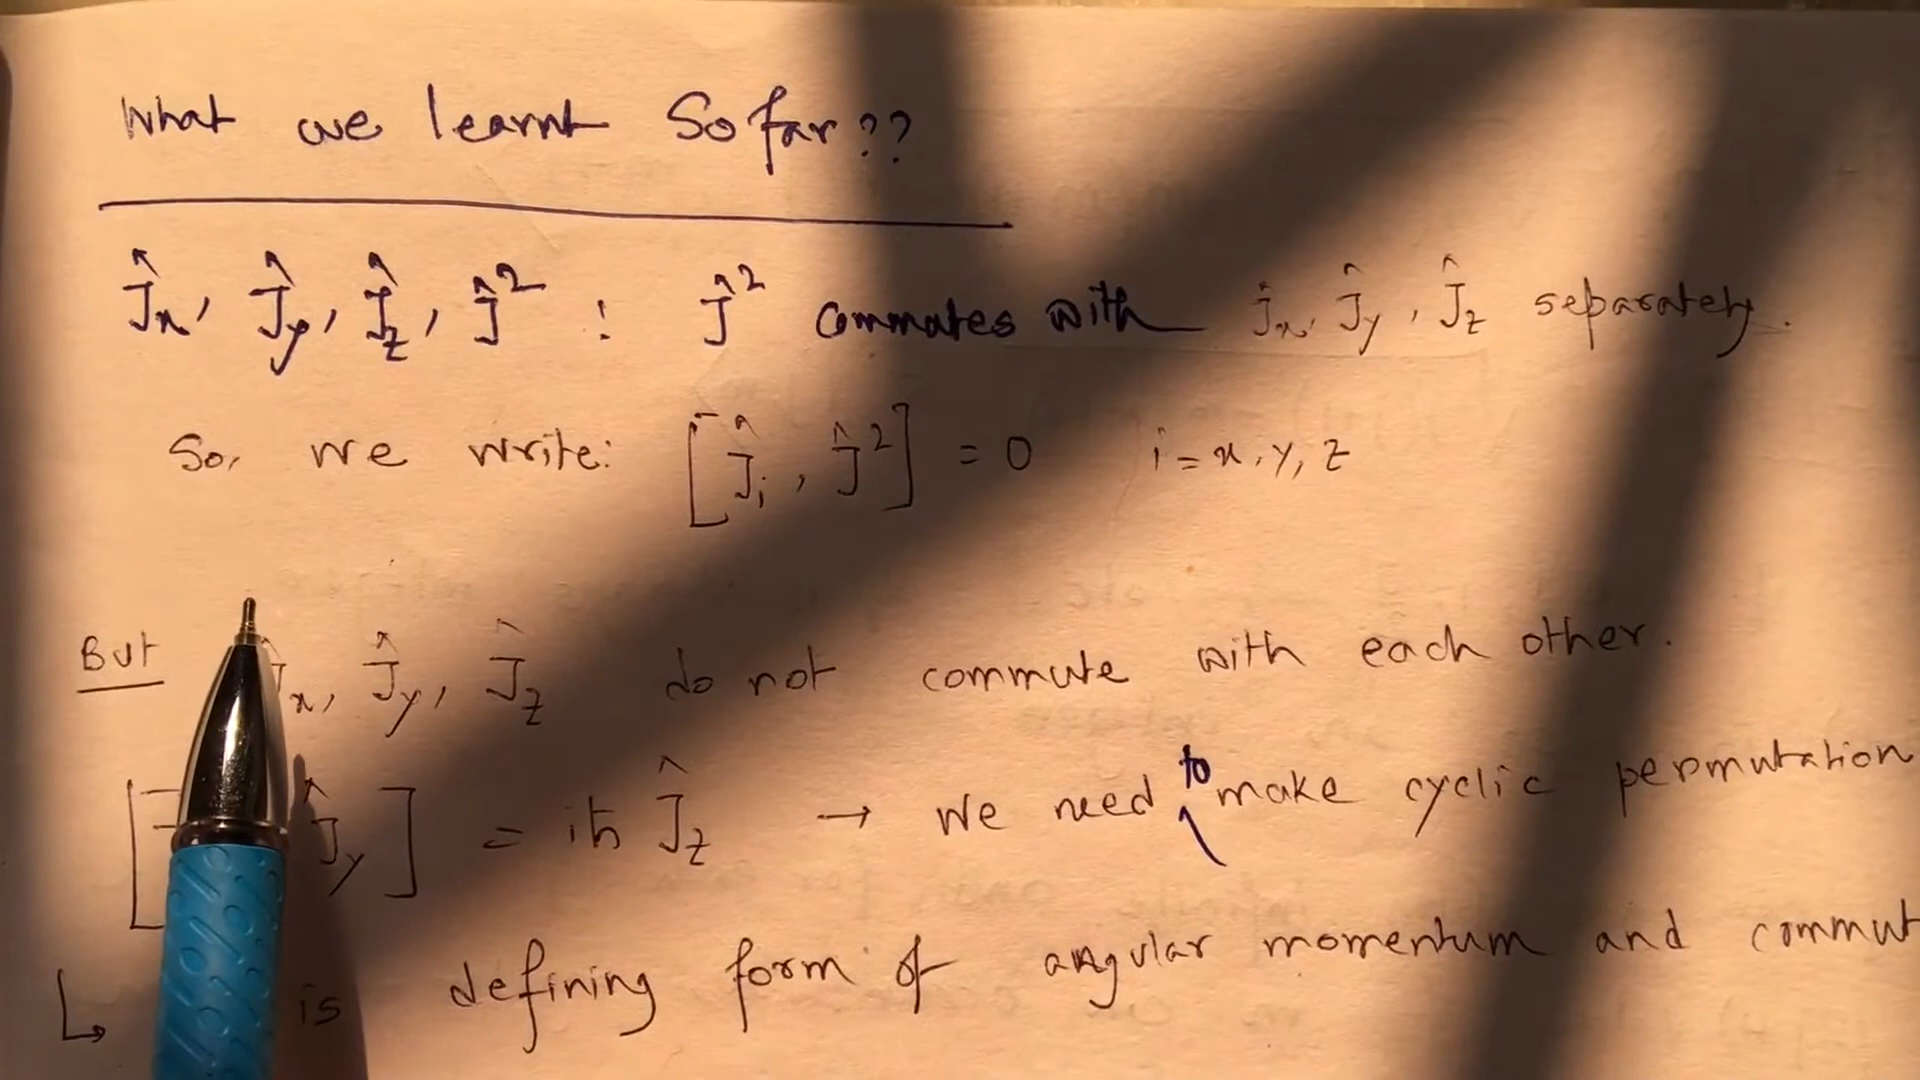 What we learnt So far??
Ĵx, Ĵy, Ĵz, Ĵ² : Ĵ² commutes with Ĵx, Ĵy, Ĵz separately.
So, we write: [Ĵi, Ĵ²] = 0 i = x, y, z
But Ĵx, Ĵy, Ĵz do not commute with each other.
[ Ĵy] = iħ Ĵz → We need to make cyclic permutation
↳ is defining form of angular momentum and commut